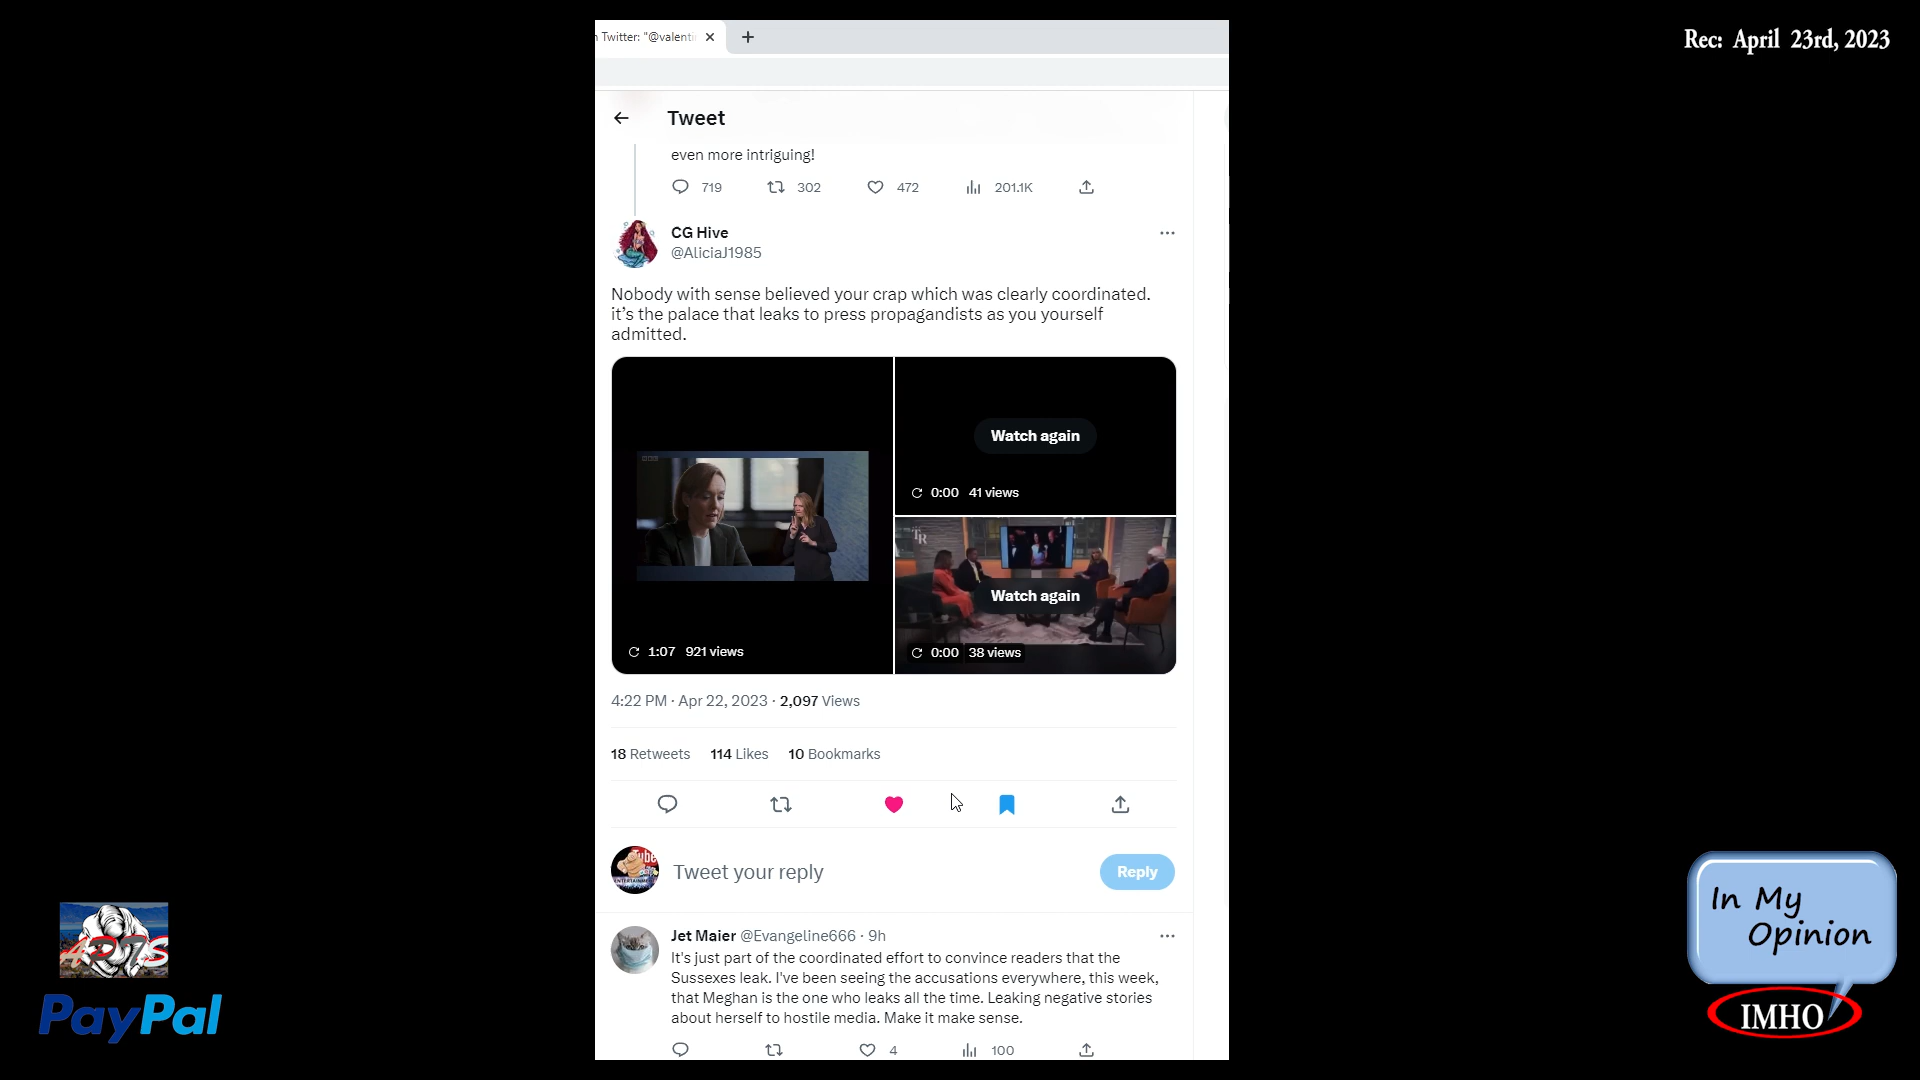 n Twitter: "@valenti
Rec: April 23rd, 2023
Tweet
even more intriguing!
719 302 472 201.1K
CG Hive
@AliciaJ1985
Nobody with sense believed your crap which was clearly coordinated.
it's the palace that leaks to press propagandists as you yourself
admitted.
BBC
Watch again
0:00 41 views
TR
Watch again
1:07 921 views
0:00 38 views
4:22 PM · Apr 22, 2023 · 2,097 Views
18 Retweets 114 Likes 10 Bookmarks
Tweet your reply
Reply
Jet Maier @Evangeline666 · 9h
It's just part of the coordinated effort to convince readers that the
Sussexes leak. I've been seeing the accusations everywhere, this week,
that Meghan is the one who leaks all the time. Leaking negative stories
about herself to hostile media. Make it make sense.
4 100
PayPal
In My
Opinion
IMHO